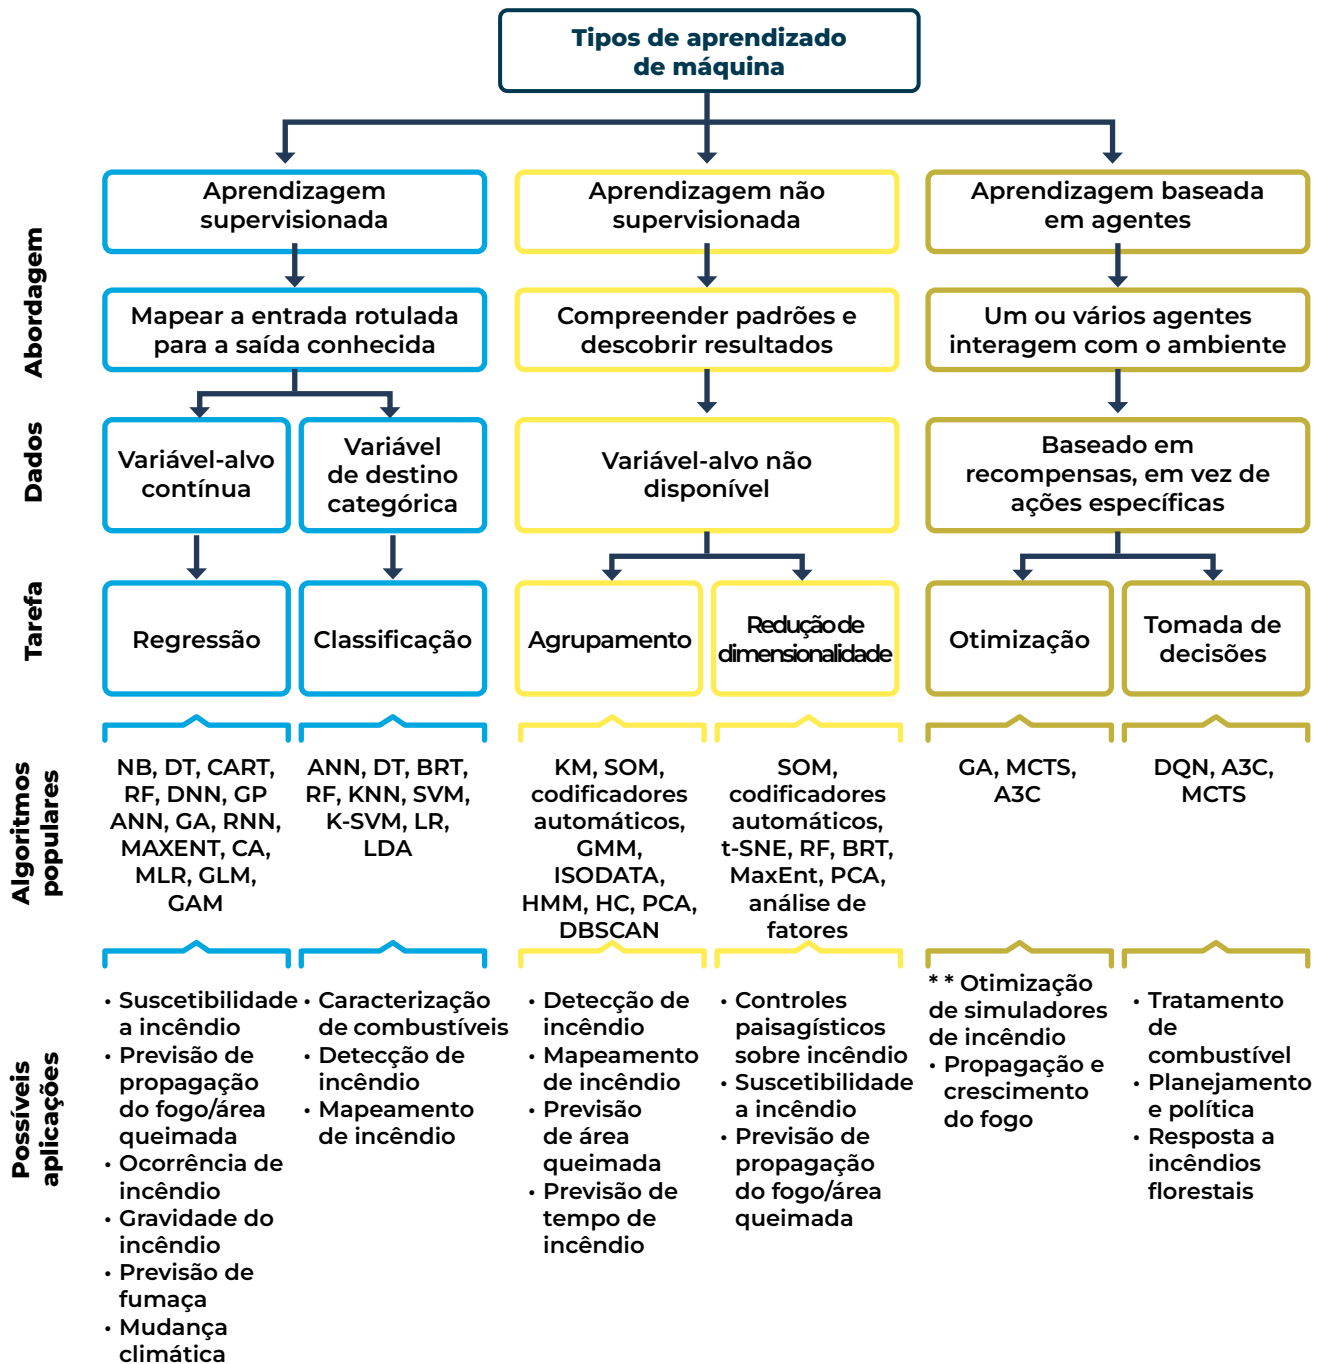 Tipos de aprendizado
de máquina
Aprendizagem
supervisionada
Aprendizagem não
supervisionada
Aprendizagem baseada
em agentes
Abordagem
Mapear a entrada rotulada
para a saída conhecida
Compreender padrões e
descobrir resultados
Um ou vários agentes
interagem com o ambiente
Dados
Variável-alvo
contínua
Variável
de destino
categórica
Variável-alvo não
disponível
Baseado em
recompensas, em vez de
ações específicas
Tarefa
Regressão
Classificação
Agrupamento
Redução de
dimensionalidade
Otimização
Tomada de
decisões
Algoritmos
populares
NB, DT, CART,
RF, DNN, GP
ANN, GA, RNN,
MAXENT, CA,
MLR, GLM,
GAM
ANN, DT, BRT,
RF, KNN, SVM,
K-SVM, LR,
LDA
KM, SOM,
codificadores
automáticos,
GMM,
ISODATA,
HMM, HC, PCA,
DBSCAN
SOM,
codificadores
automáticos,
t-SNE, RF, BRT,
MaxEnt, PCA,
análise de
fatores
GA, MCTS,
A3C
DQN, A3C,
MCTS
Possíveis
aplicações
• Suscetibilidade
a incêndio
• Previsão de
propagação
do fogo/área
queimada
• Ocorrência de
incêndio
• Gravidade do
incêndio
• Previsão de
fumaça
• Mudança
climática
• Caracterização
de combustíveis
• Detecção de
incêndio
• Mapeamento
de incêndio
• Detecção de
incêndio
• Mapeamento
de incêndio
• Previsão
de área
queimada
• Previsão de
tempo de
incêndio
• Controles
paisagísticos
sobre incêndio
• Suscetibilidade
a incêndio
• Previsão de
propagação
do fogo/área
queimada
* * Otimização
de simuladores
de incêndio
• Propagação e
crescimento
do fogo
• Tratamento
de
combustível
• Planejamento
e política
• Resposta a
incêndios
florestais